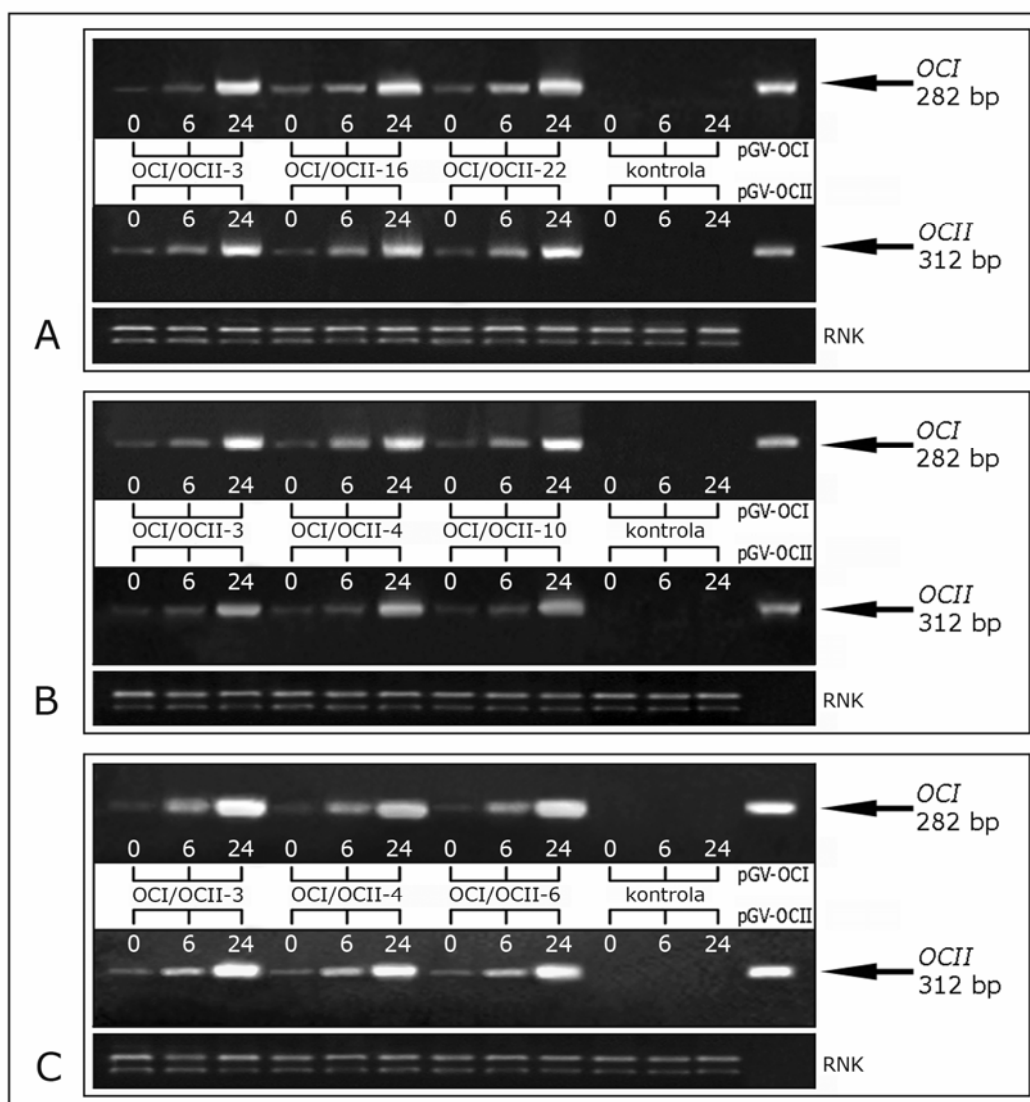 OCI
282 bp
0 6 24 0 6 24 0 6 24 0 6 24
pGV-OCI
OCI/OCII-3 OCI/OCII-16 OCI/OCII-22 kontrola
pGV-OCII
0 6 24 0 6 24 0 6 24 0 6 24
OCII
312 bp
A
RNK
OCI
282 bp
0 6 24 0 6 24 0 6 24 0 6 24
pGV-OCI
OCI/OCII-3 OCI/OCII-4 OCI/OCII-10 kontrola
pGV-OCII
0 6 24 0 6 24 0 6 24 0 6 24
OCII
312 bp
B
RNK
OCI
282 bp
0 6 24 0 6 24 0 6 24 0 6 24
pGV-OCI
OCI/OCII-3 OCI/OCII-4 OCI/OCII-6 kontrola
pGV-OCII
0 6 24 0 6 24 0 6 24 0 6 24
OCII
312 bp
C
RNK